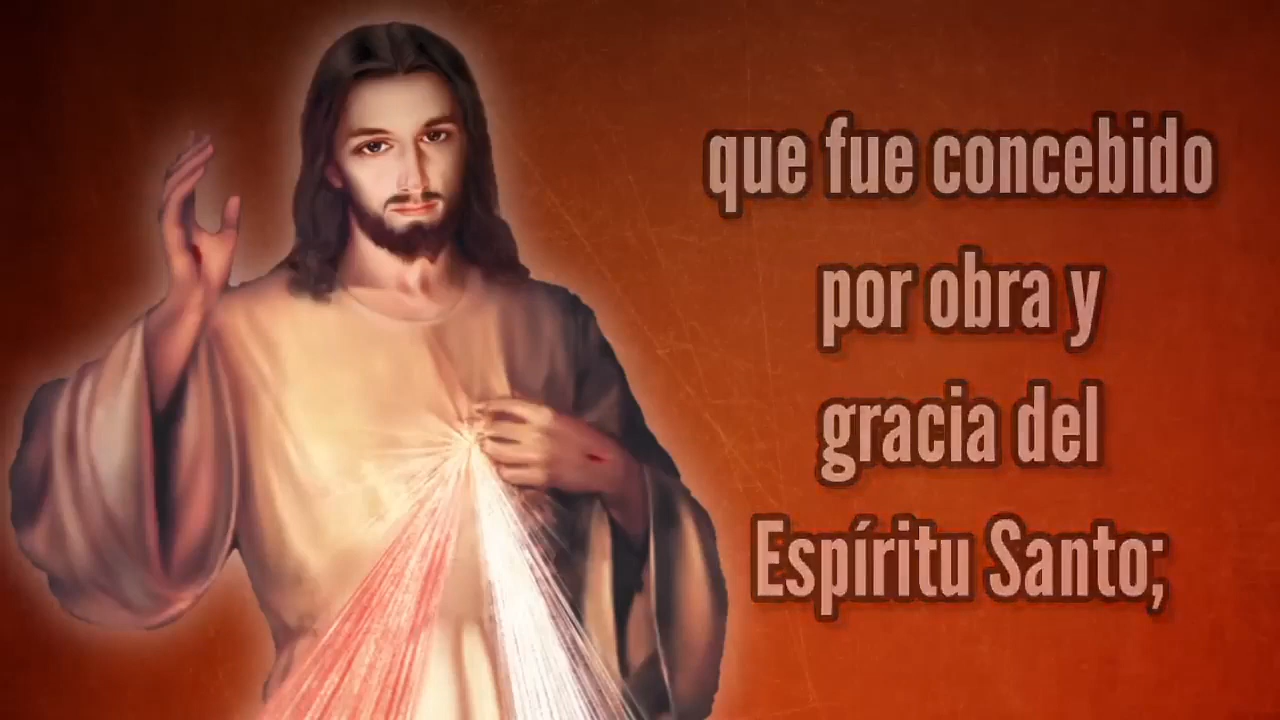 que fue concebido
por obra y
gracia del
Espíritu Santo;